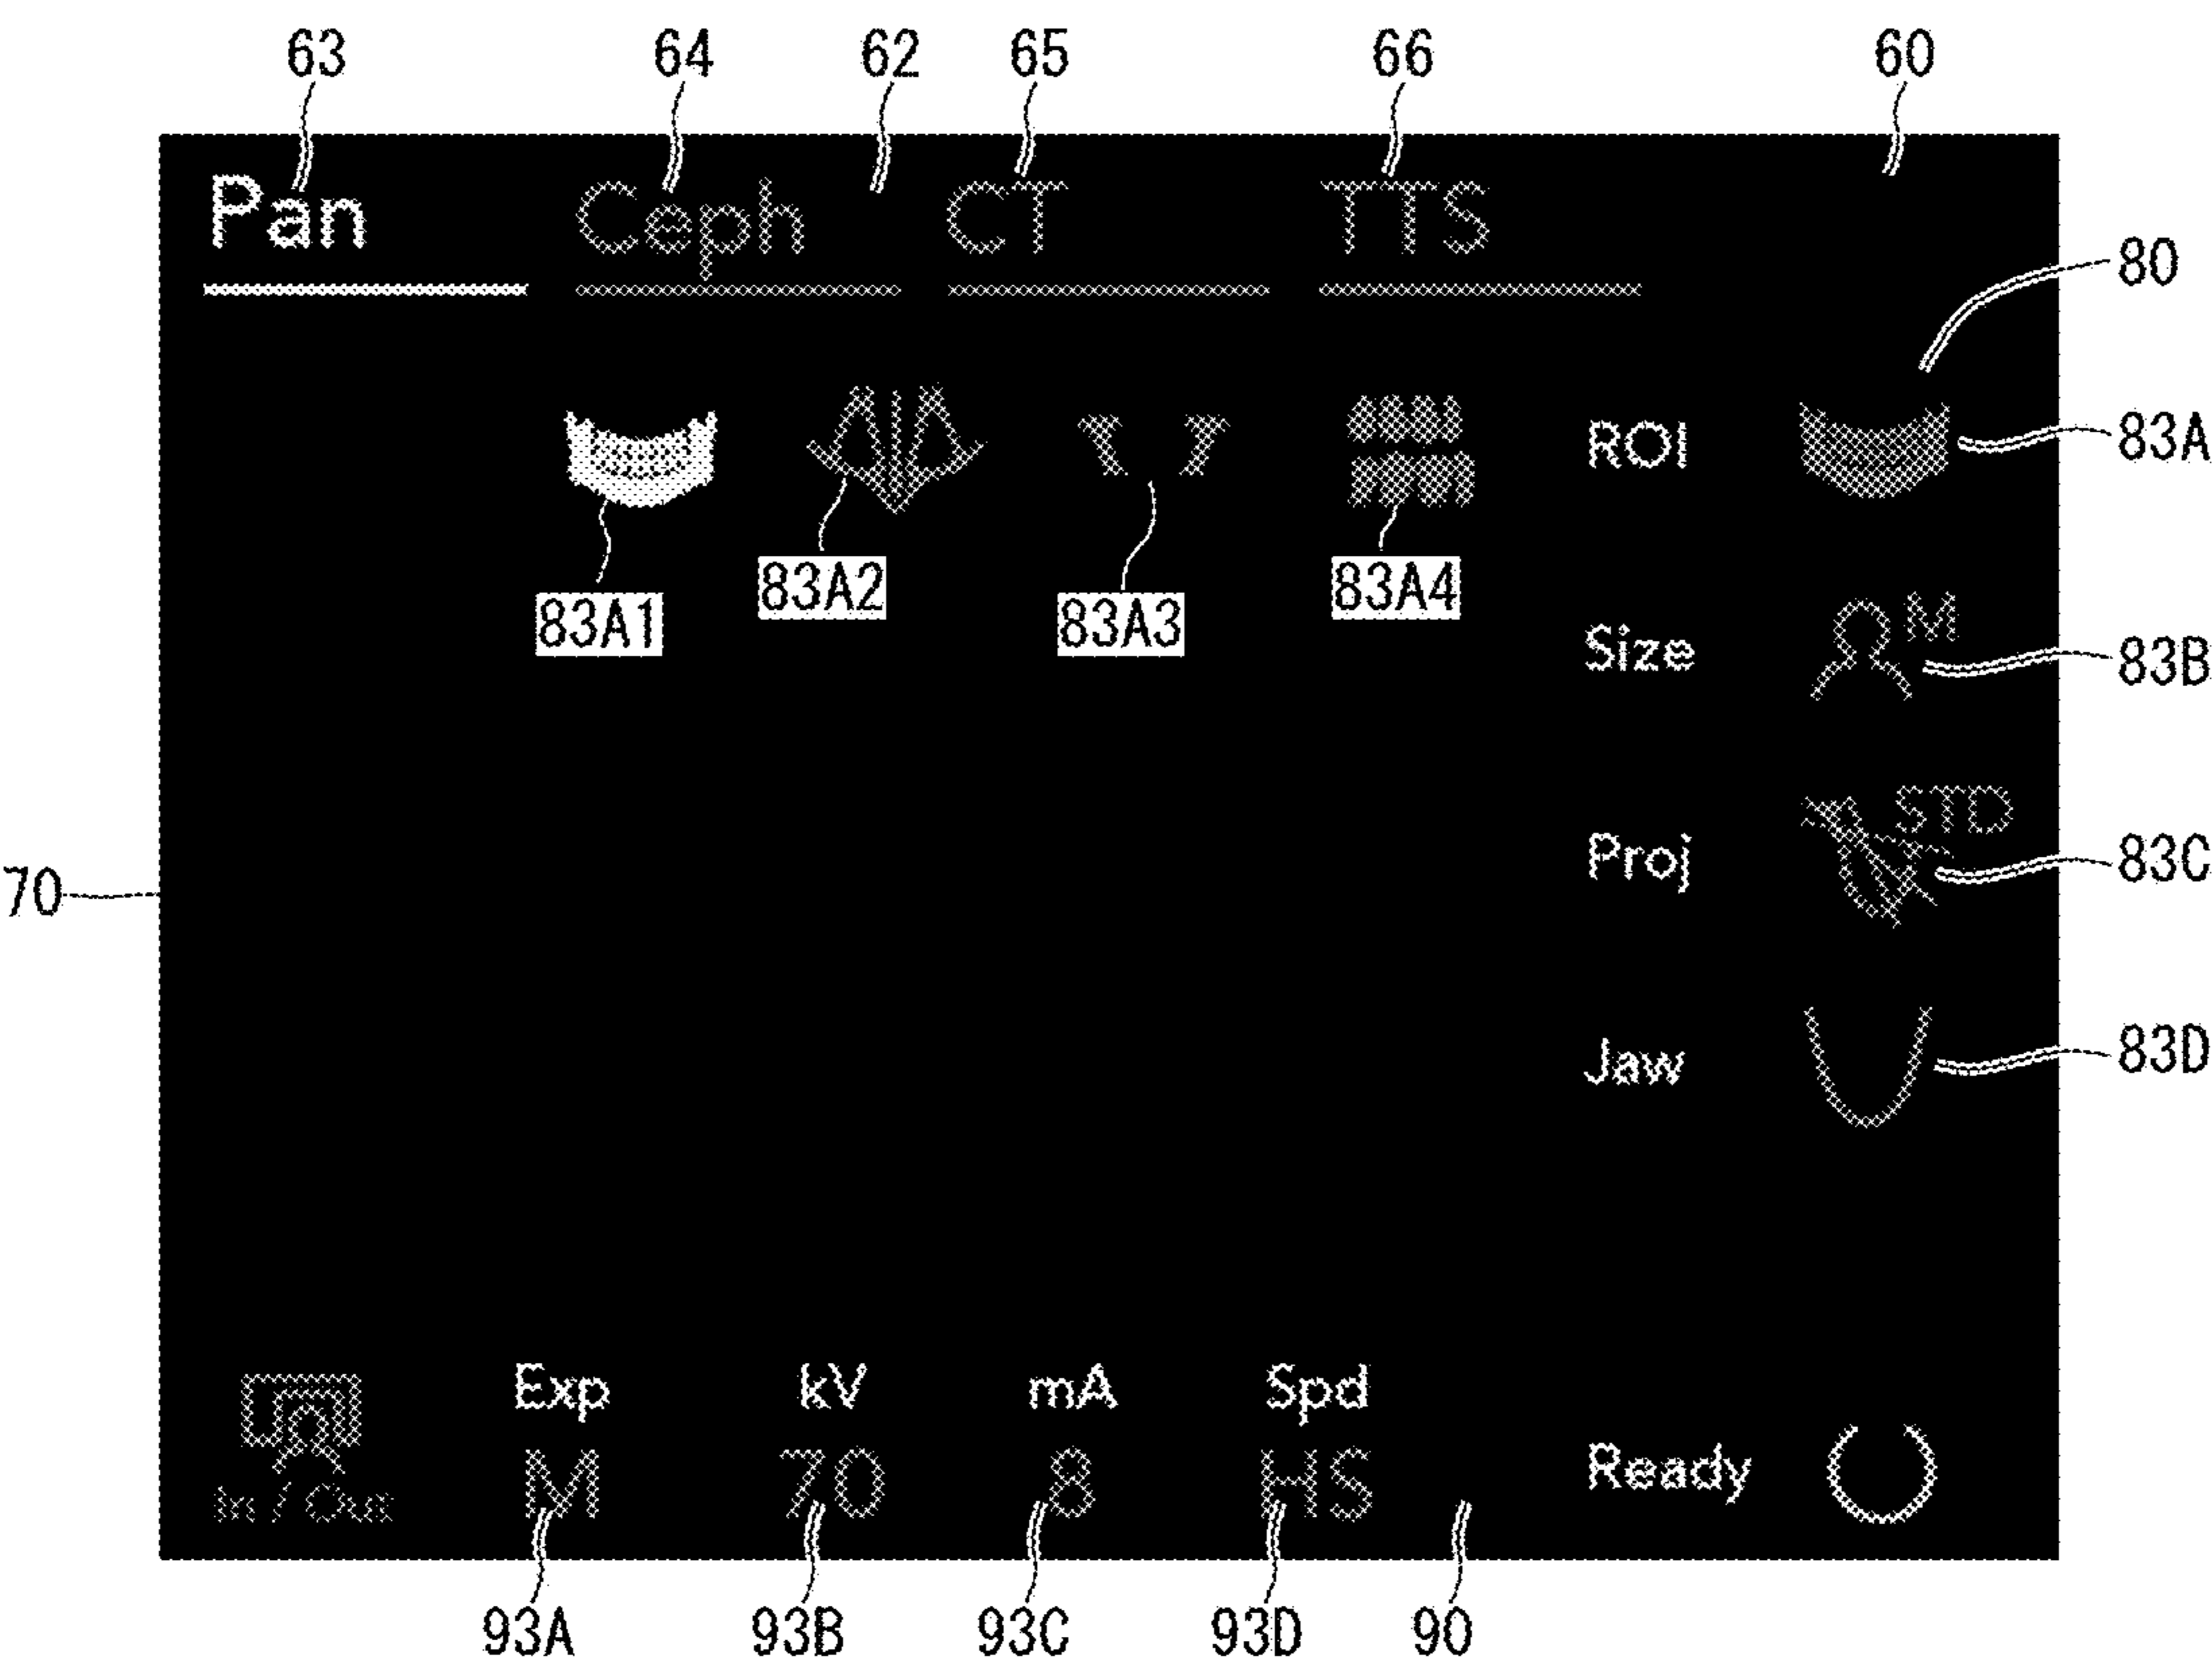 63 64 62 65 66 60
Pan Ceph CT TTS
80
ROI 83A
83A1 83A2 83A3 83A4
Size M 83B
Proj STD 83C
70
Jaw 83D
Exp kV mA Spd
In / Out M 70 8 HS Ready
93A 93B 93C 93D 90